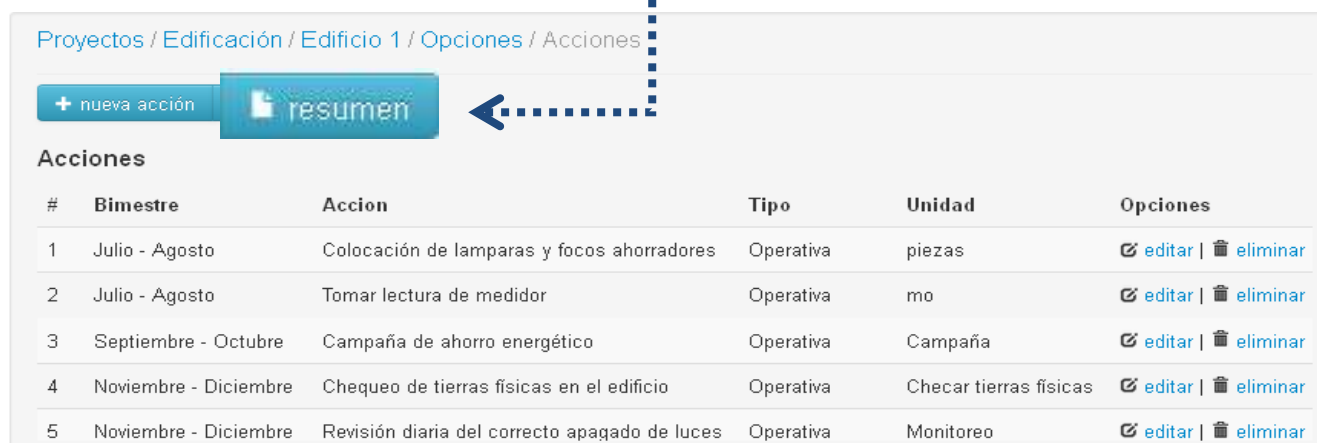 Proyectos / Edificación / Edificio 1 / Opciones / Acciones
+ nueva acción resumen
Acciones
# Bimestre Accion Tipo Unidad Opciones
1 Julio - Agosto Colocación de lamparas y focos ahorradores Operativa piezas editar | eliminar
2 Julio - Agosto Tomar lectura de medidor Operativa mo editar | eliminar
3 Septiembre - Octubre Campaña de ahorro energético Operativa Campaña editar | eliminar
4 Noviembre - Diciembre Chequeo de tierras físicas en el edificio Operativa Checar tierras físicas editar | eliminar
5 Noviembre - Diciembre Revisión diaria del correcto apagado de luces Operativa Monitoreo editar | eliminar